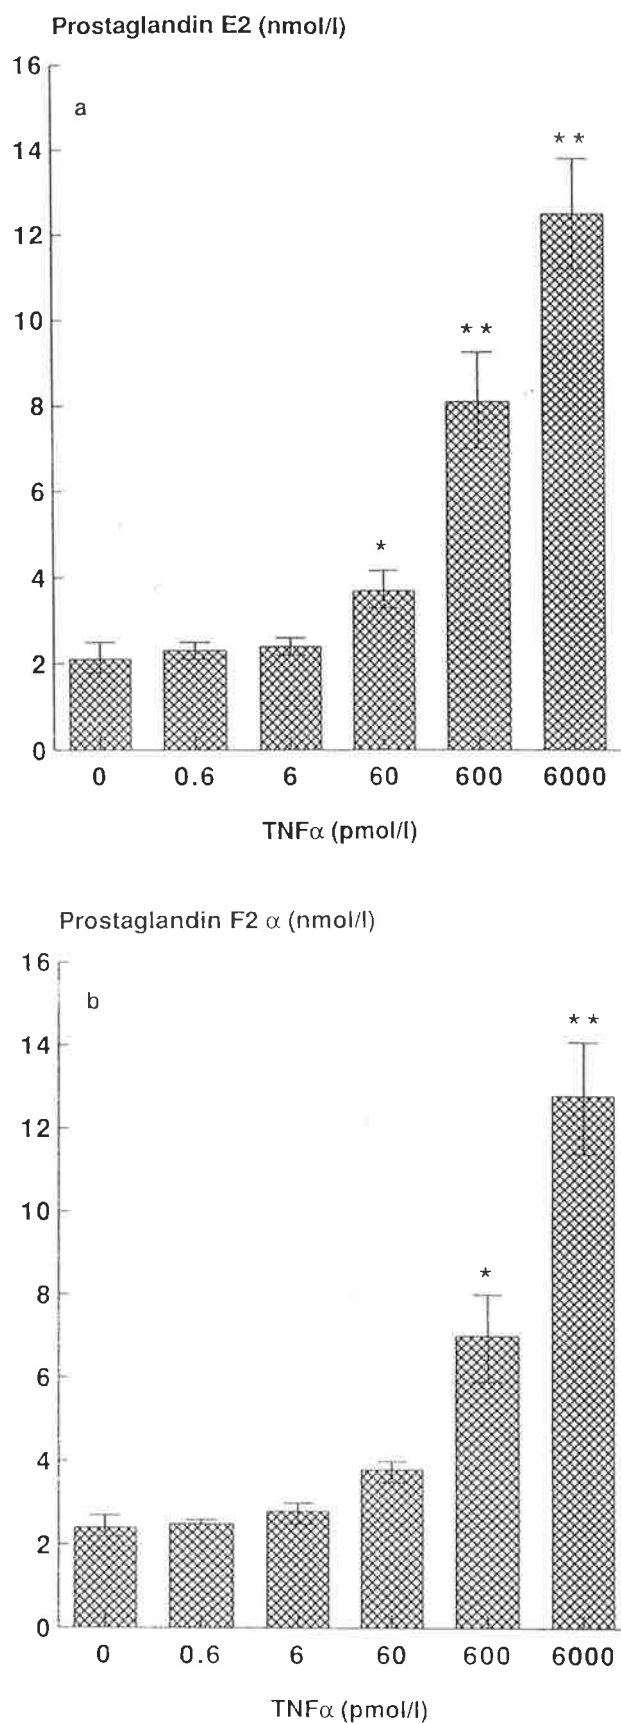 Prostaglandin E2 (nmol/l)
16
a
**
14
12
10
**
8
6
*
4
2
0
0 0.6 6 60 600 6000
TNFα (pmol/l)
Prostaglandin F2 α (nmol/l)
16
b
**
14
12
10
*
8
6
4
2
0
0 0.6 6 60 600 6000
TNFα (pmol/l)